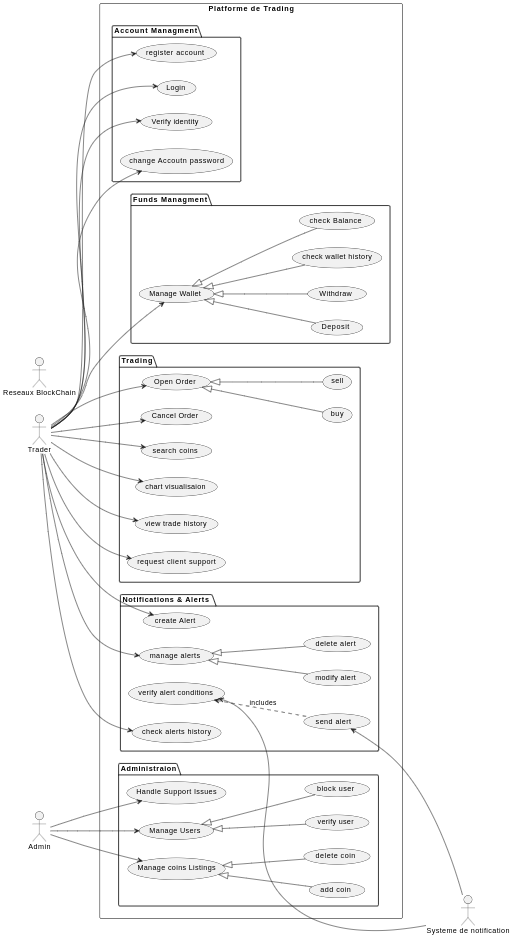 Platforme de Trading
Account Managment
register account
Login
Verify identity
change Accoutn password
Funds Managment
check Balance
check wallet history
Manage Wallet
Withdraw
Deposit
Reseaux BlockChain
Trading
Open Order
sell
Cancel Order
buy
Trader
search coins
chart visualisaion
view trade history
request client support
Notifications & Alerts
create Alert
delete alert
manage alerts
modify alert
verify alert conditions
includes
send alert
check alerts history
Administraion
Handle Support Issues
block user
Manage Users
verify user
Admin
delete coin
Manage coins Listings
add coin
Systeme de notification